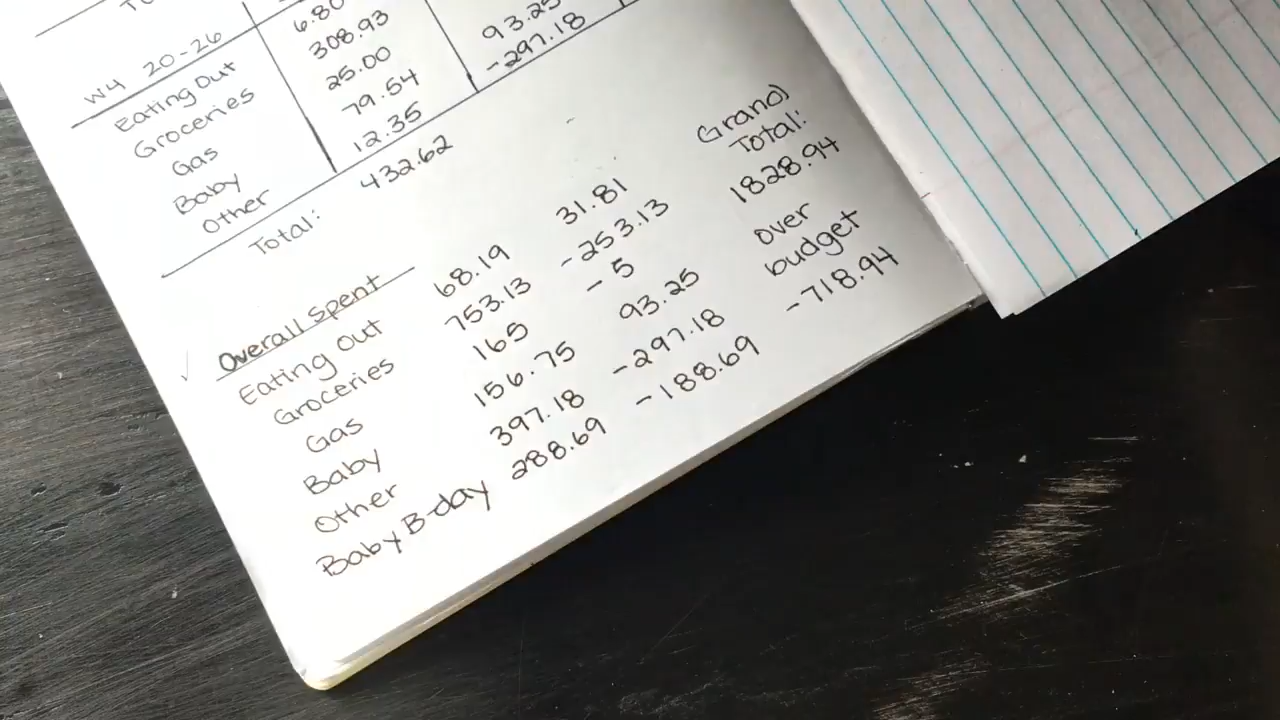 W4 20-26
Eating Out 6.80
Groceries 308.93
Gas 25.00
Baby 79.54 93.25
Other 12.35 -297.18
Total: 432.62
Overall Spent
Eating out 68.19 31.81
Groceries 753.13 -253.13
Gas 165 -5
Baby 156.75 93.25
Other 397.18 -297.18
Baby B-day 288.69 -188.69
Grand
Total:
1828.94
over
budget
-718.94